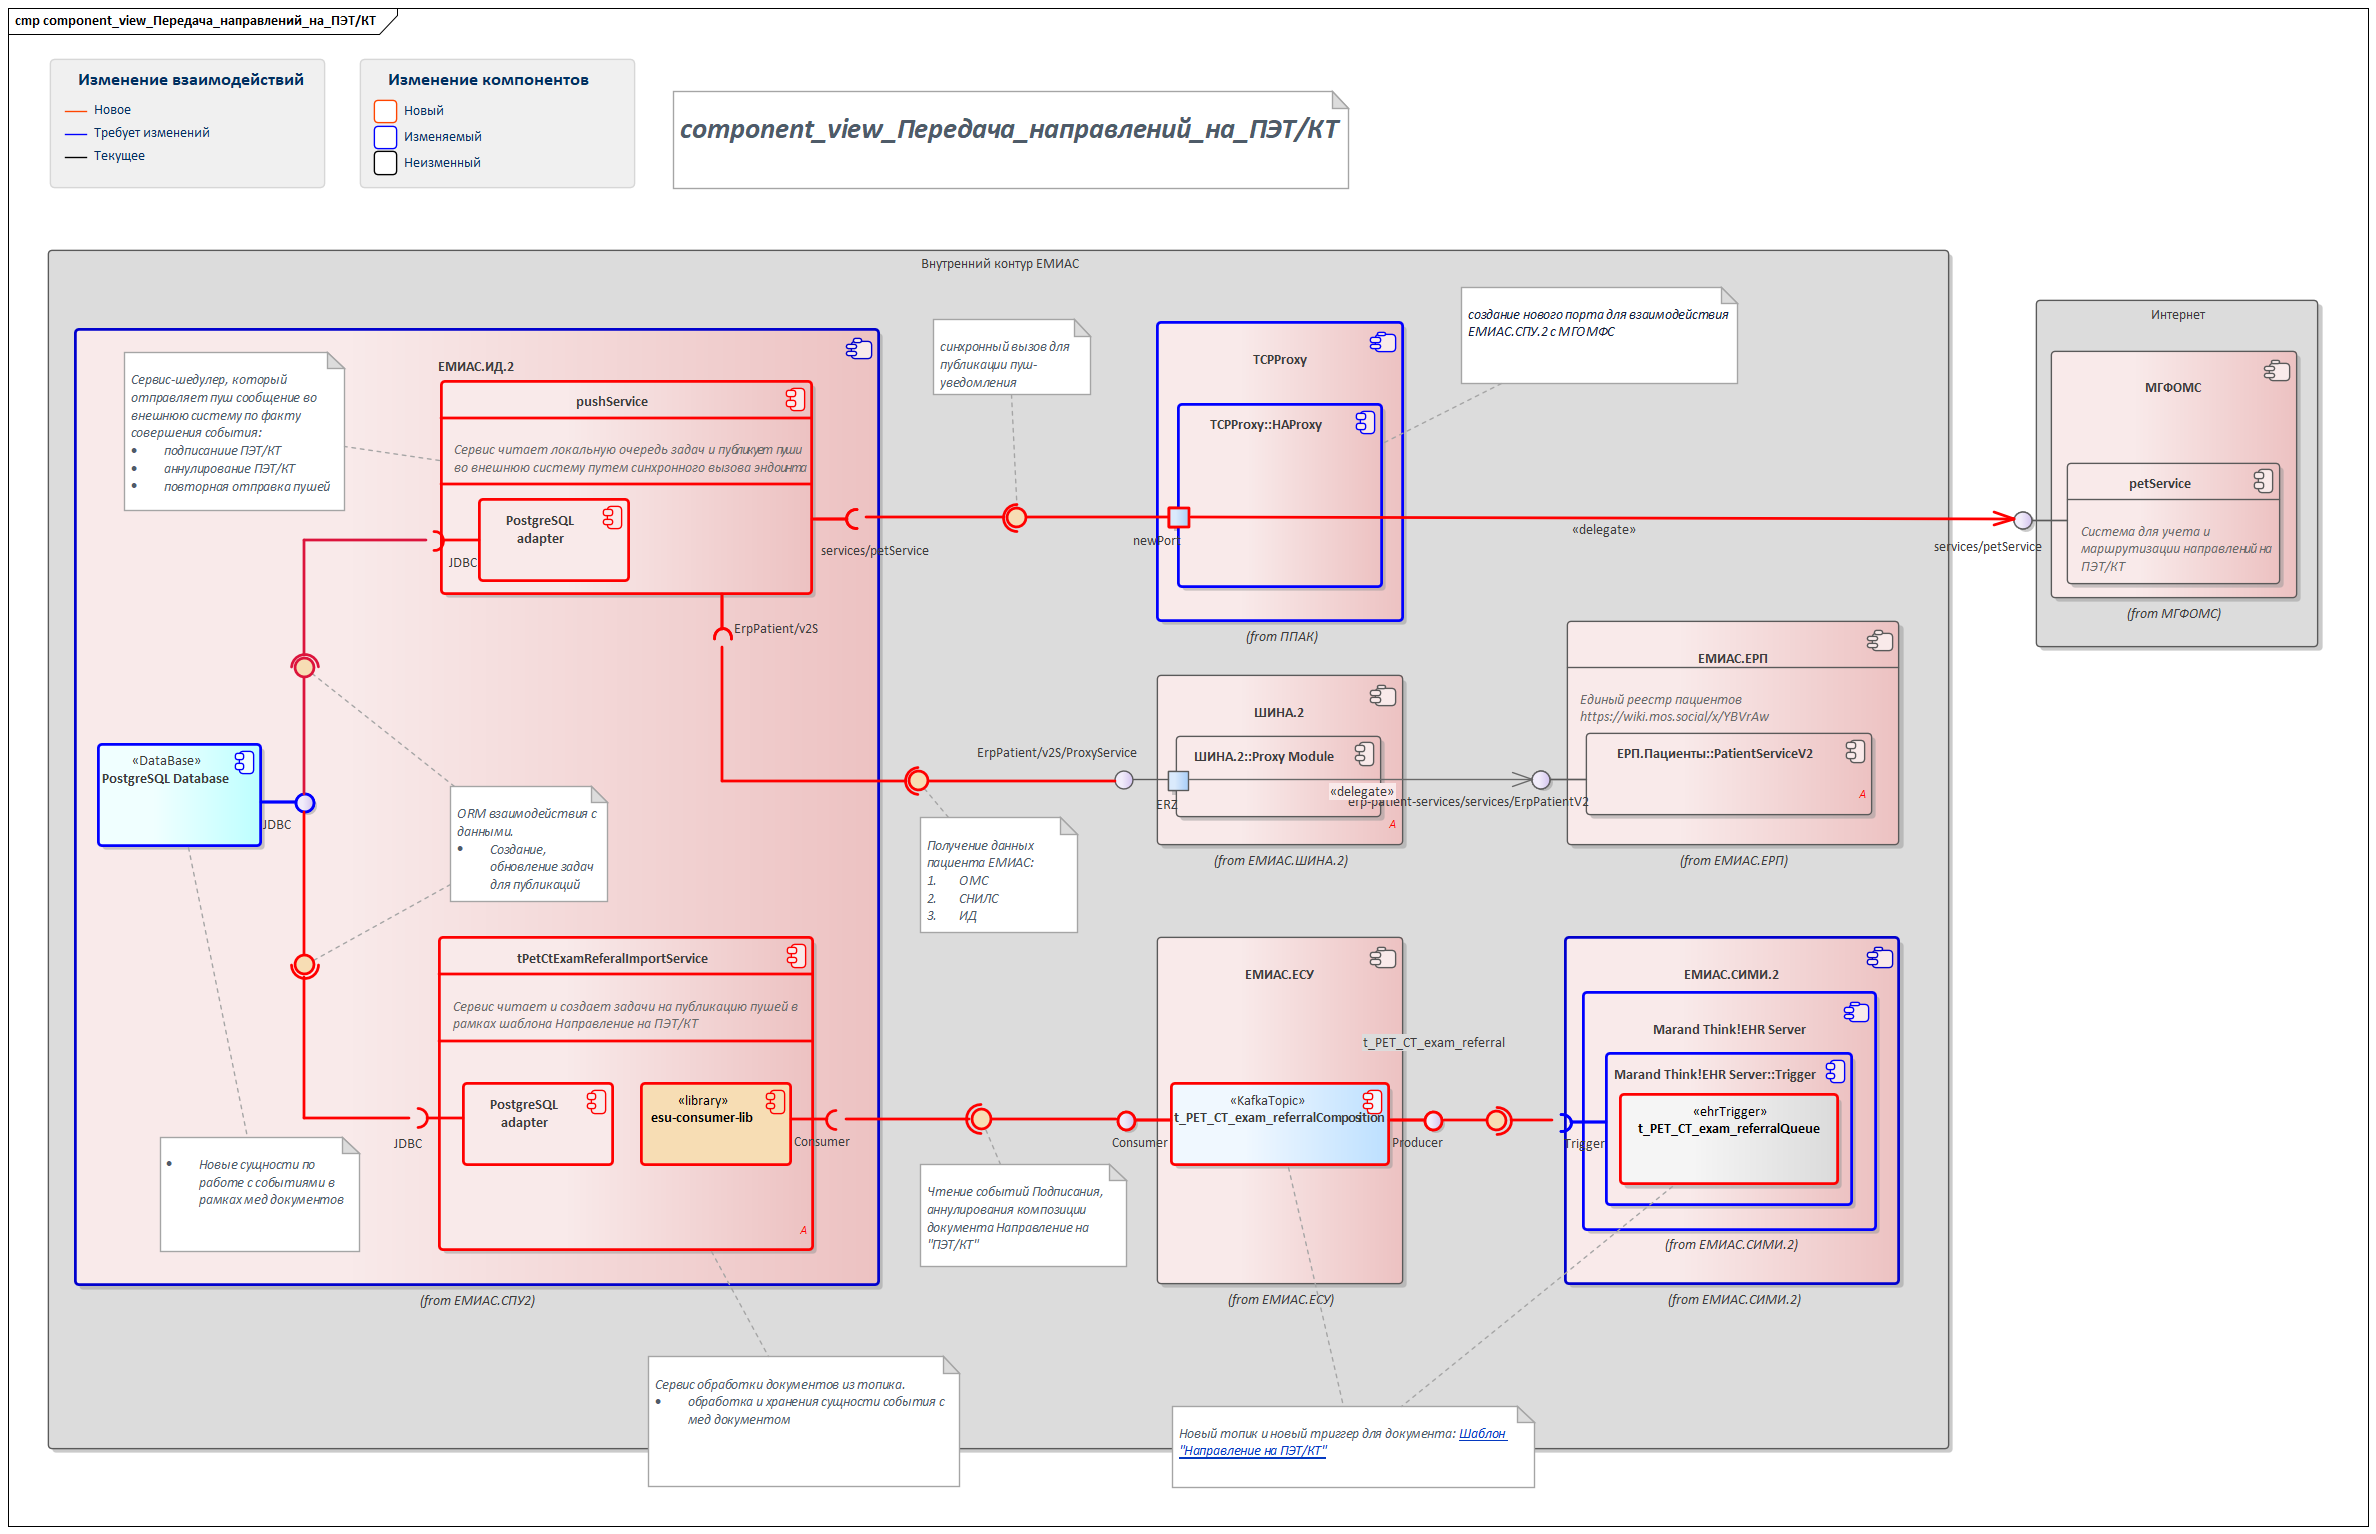 cmp component_view_Передача_направлений_на_ПЭТ/КТ
Изменение взаимодействий
Новое
Требует изменений
Текущее
Изменение компонентов
Новый
Изменяемый
Неизменный
component_view_Передача_направлений_на_ПЭТ/КТ
Внутренний контур ЕМИАС
ЕМИАС.ИД.2
Сервис-шедулер, который
отправляет пуш сообщение во
внешнюю систему по факту
совершения события:
• подписаниие ПЭТ/КТ
• аннулирование ПЭТ/КТ
• повторная отправка пушей
pushService
Сервис читает локальную очередь задач и публикует пуши
во внешнюю систему путем синхронного вызова эндоинта
PostgreSQL
adapter
JDBC
services/petService
ErpPatient/v2S
синхронный вызов для
публикации пуш-
уведомления
TCPProxy
TCPProxy::HAProxy
newPort
(from ППАК)
создание нового порта для взаимодействия
ЕМИАС.СПУ.2 с МГОМФС
«delegate»
services/petService
Интернет
МГФОМС
petService
Система для учета и
маршрутизации направлений на
ПЭТ/КТ
(from МГФОМС)
«DataBase»
PostgreSQL Database
JDBC
ORM взаимодействия с
данными.
• Создание,
обновление задач
для публикаций
ErpPatient/v2S/ProxyService
ШИНА.2
ШИНА.2::Proxy Module
ERZ
«delegate»
A
(from ЕМИАС.ШИНА.2)
erp-patient-services/services/ErpPatientV2
ЕМИАС.ЕРП
Единый реестр пациентов
https://wiki.mos.social/x/YBVrAw
ЕРП.Пациенты::PatientServiceV2
A
(from ЕМИАС.ЕРП)
Получение данных
пациента ЕМИАС:
1. ОМС
2. СНИЛС
3. ИД
tPetCtExamReferalImportService
Сервис читает и создает задачи на публикацию пушей в
рамках шаблона Направление на ПЭТ/КТ
PostgreSQL
adapter
JDBC
«library»
esu-consumer-lib
Consumer
A
(from ЕМИАС.СПУ2)
• Новые сущности по
работе с событиями в
рамках мед документов
Чтение событий Подписания,
аннулирования композиции
документа Направление на
"ПЭТ/КТ"
ЕМИАС.ЕСУ
t_PET_CT_exam_referral
«KafkaTopic»
t_PET_CT_exam_referralComposition
Consumer
Producer
(from ЕМИАС.ЕСУ)
ЕМИАС.СИМИ.2
Marand Think!EHR Server
Marand Think!EHR Server::Trigger
«ehrTrigger»
t_PET_CT_exam_referralQueue
Trigger
(from ЕМИАС.СИМИ.2)
(from ЕМИАС.СИМИ.2)
Сервис обработки документов из топика.
• обработка и хранения сущности события с
мед документом
Новый топик и новый триггер для документа: Шаблон
"Направление на ПЭТ/КТ"